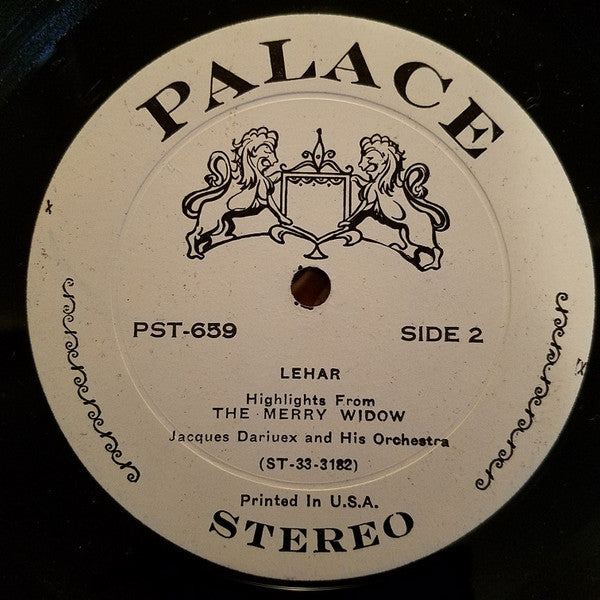 PALACE
PST-659 SIDE 2
LEHAR
Highlights From
THE MERRY WIDOW
Jacques Dariuex and His Orchestra
(ST-33-3182)
Printed In U.S.A.
STEREO